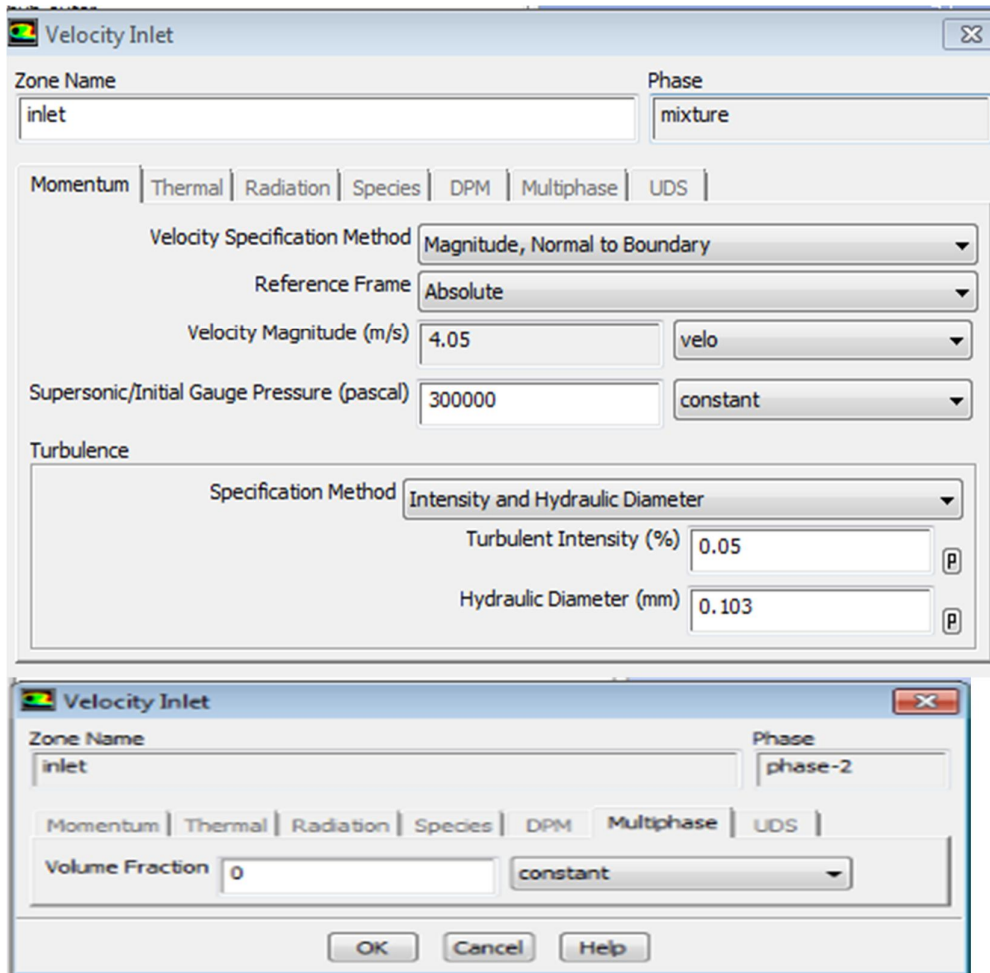 Velocity Inlet
Zone Name Phase
inlet mixture
Momentum Thermal Radiation Species DPM Multiphase UDS
Velocity Specification Method Magnitude, Normal to Boundary
Reference Frame Absolute
Velocity Magnitude (m/s) 4.05 velo
Supersonic/Initial Gauge Pressure (pascal) 300000 constant
Turbulence
Specification Method Intensity and Hydraulic Diameter
Turbulent Intensity (%) 0.05 P
Hydraulic Diameter (mm) 0.103 P
Velocity Inlet
Zone Name Phase
inlet phase-2
Momentum Thermal Radiation Species DPM Multiphase UDS
Volume Fraction 0 constant
OK Cancel Help